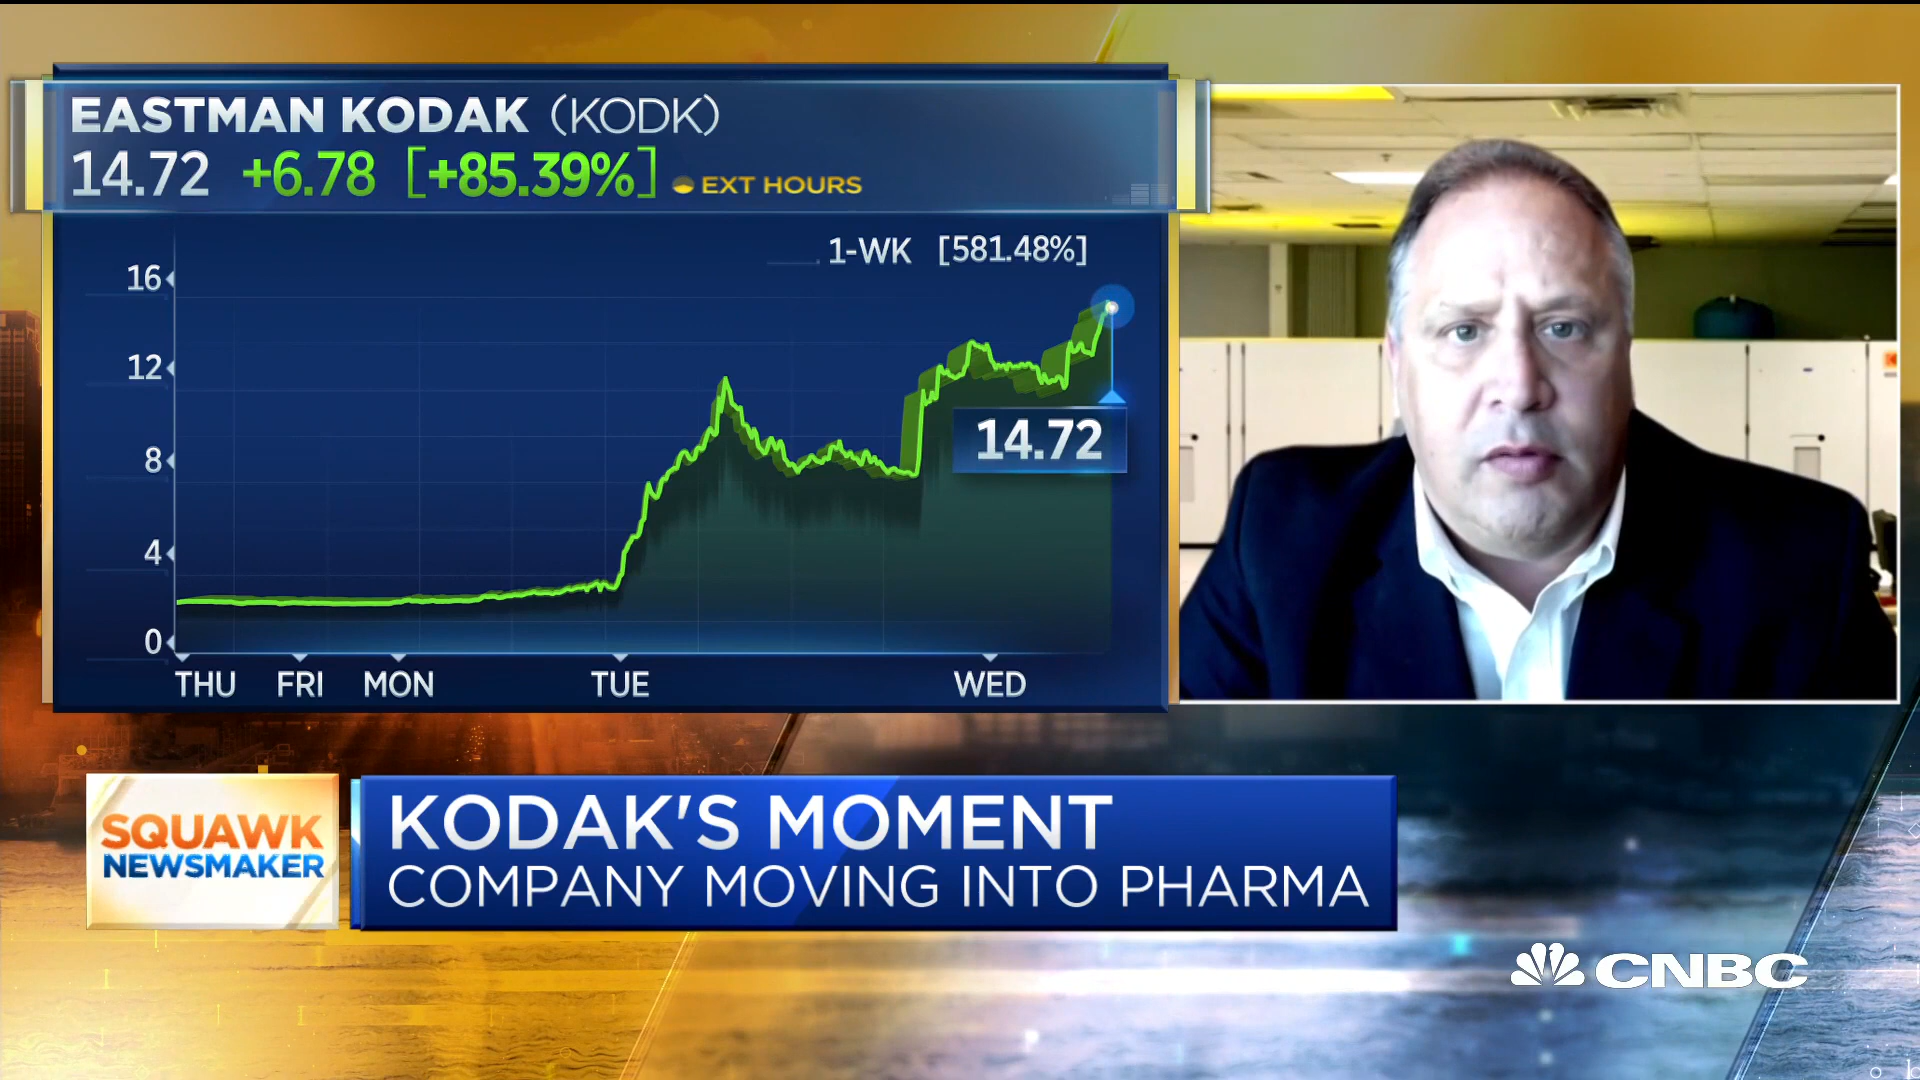 EASTMAN KODAK (KODK)
14.72 +6.78 [+85.39%] EXT HOURS
1-WK [581.48%]
16
12
8
4
0
14.72
THU FRI MON TUE WED
SQUAWK
NEWSMAKER
KODAK'S MOMENT
COMPANY MOVING INTO PHARMA
CNBC